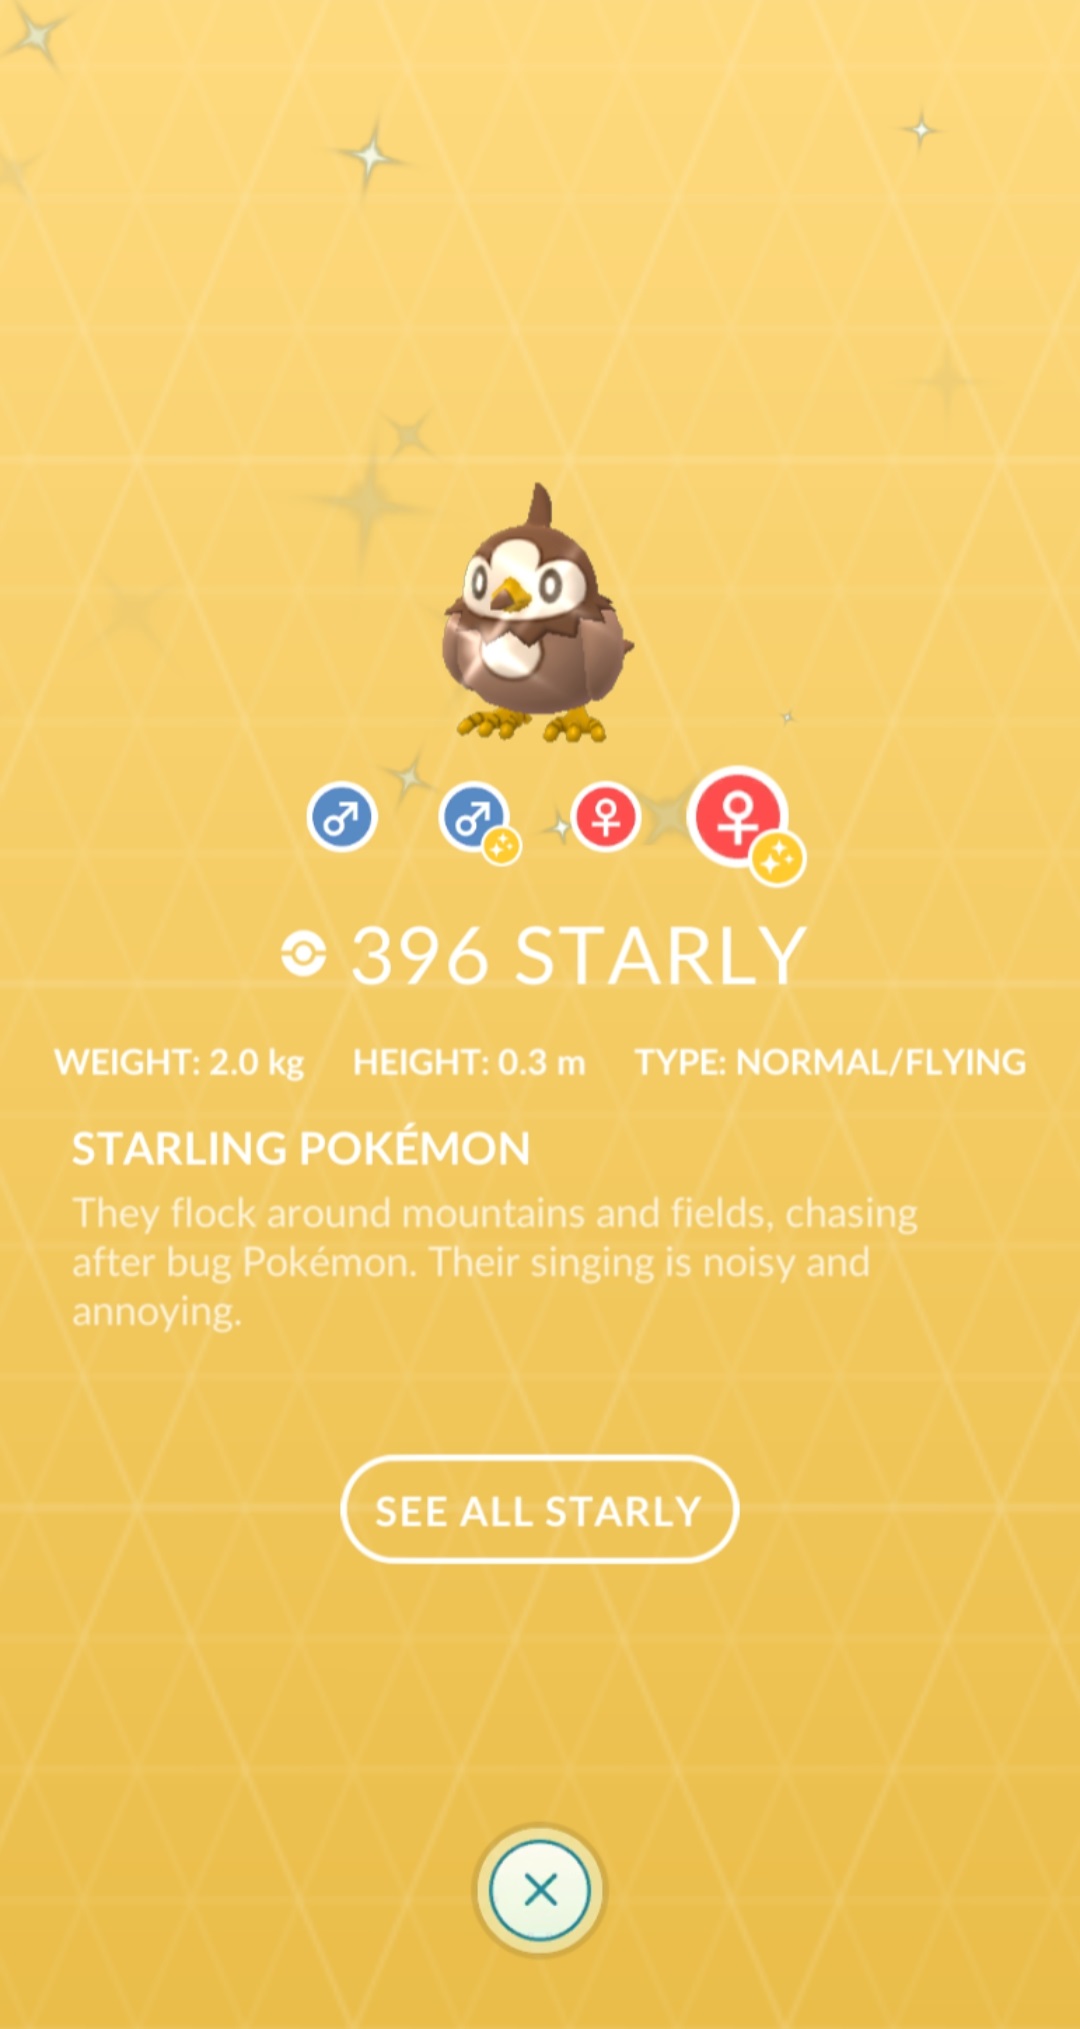 396 STARLY
WEIGHT: 2.0 kg HEIGHT: 0.3 m TYPE: NORMAL/FLYING
STARLING POKÉMON
They flock around mountains and fields, chasing
after bug Pokémon. Their singing is noisy and
annoying.
SEE ALL STARLY